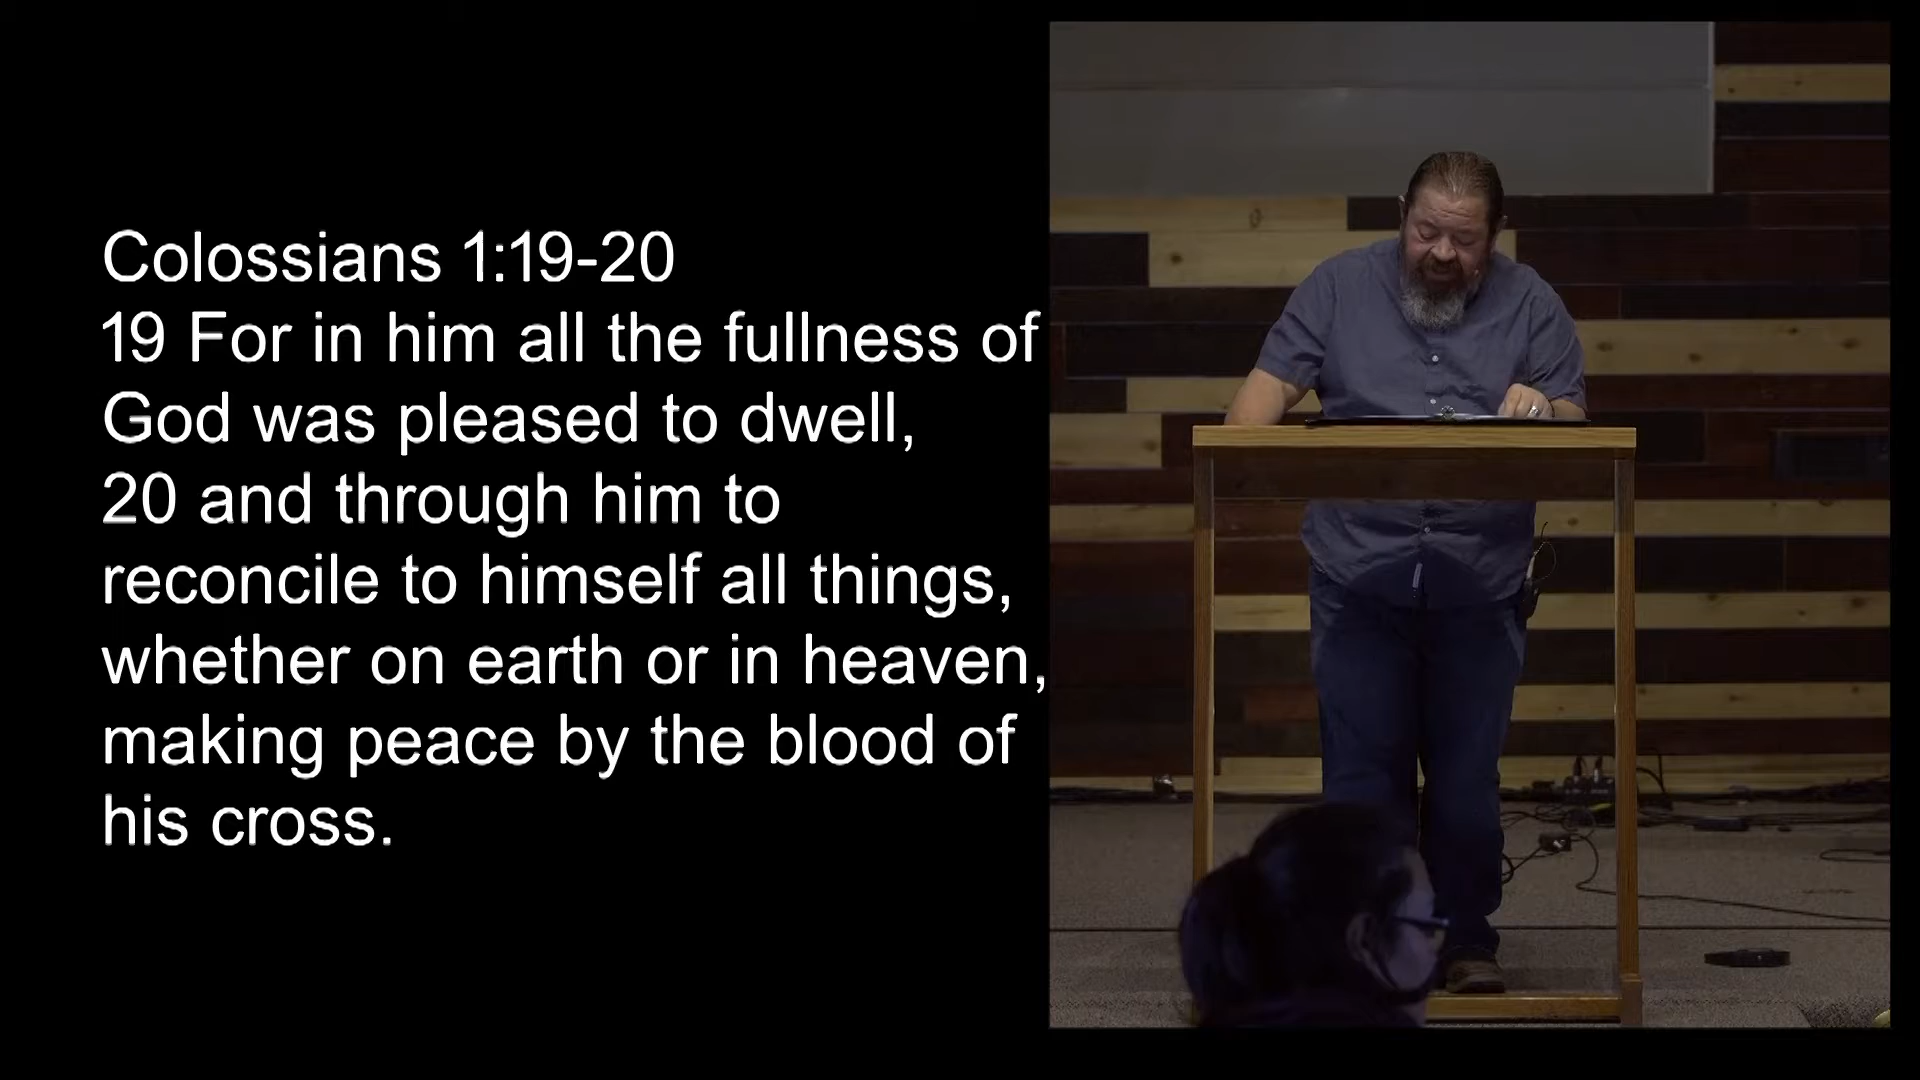 Colossians 1:19-20
19 For in him all the fullness of
God was pleased to dwell,
20 and through him to
reconcile to himself all things,
whether on earth or in heaven,
making peace by the blood of
his cross.